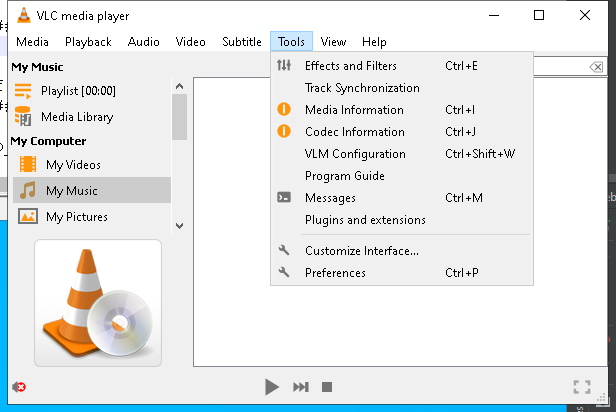 VLC media player
Media Playback Audio Video Subtitle Tools View Help
My Music
Playlist [00:00]
Media Library
My Computer
My Videos
My Music
My Pictures
Effects and Filters Ctrl+E
Track Synchronization
Media Information Ctrl+I
Codec Information Ctrl+J
VLM Configuration Ctrl+Shift+W
Program Guide
Messages Ctrl+M
Plugins and extensions
Customize Interface...
Preferences Ctrl+P